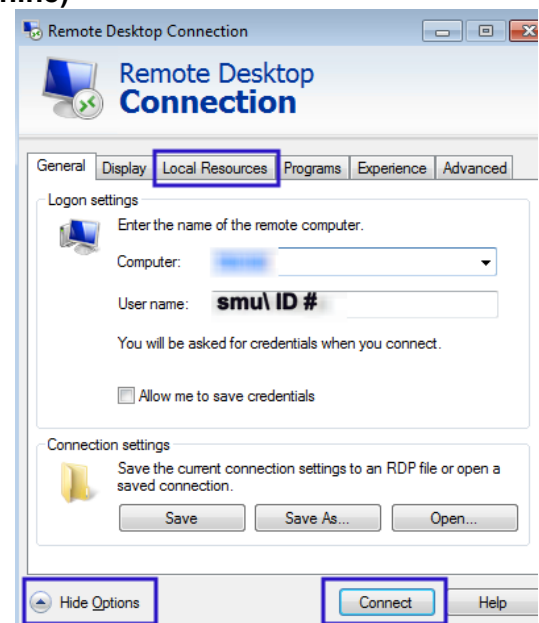 Remote Desktop Connection
Remote Desktop
Connection
General Display Local Resources Programs Experience Advanced
Logon settings
Enter the name of the remote computer.
Computer:
User name: smu\ ID #
You will be asked for credentials when you connect.
Allow me to save credentials
Connection settings
Save the current connection settings to an RDP file or open a
saved connection.
Save Save As... Open...
Hide Options Connect Help